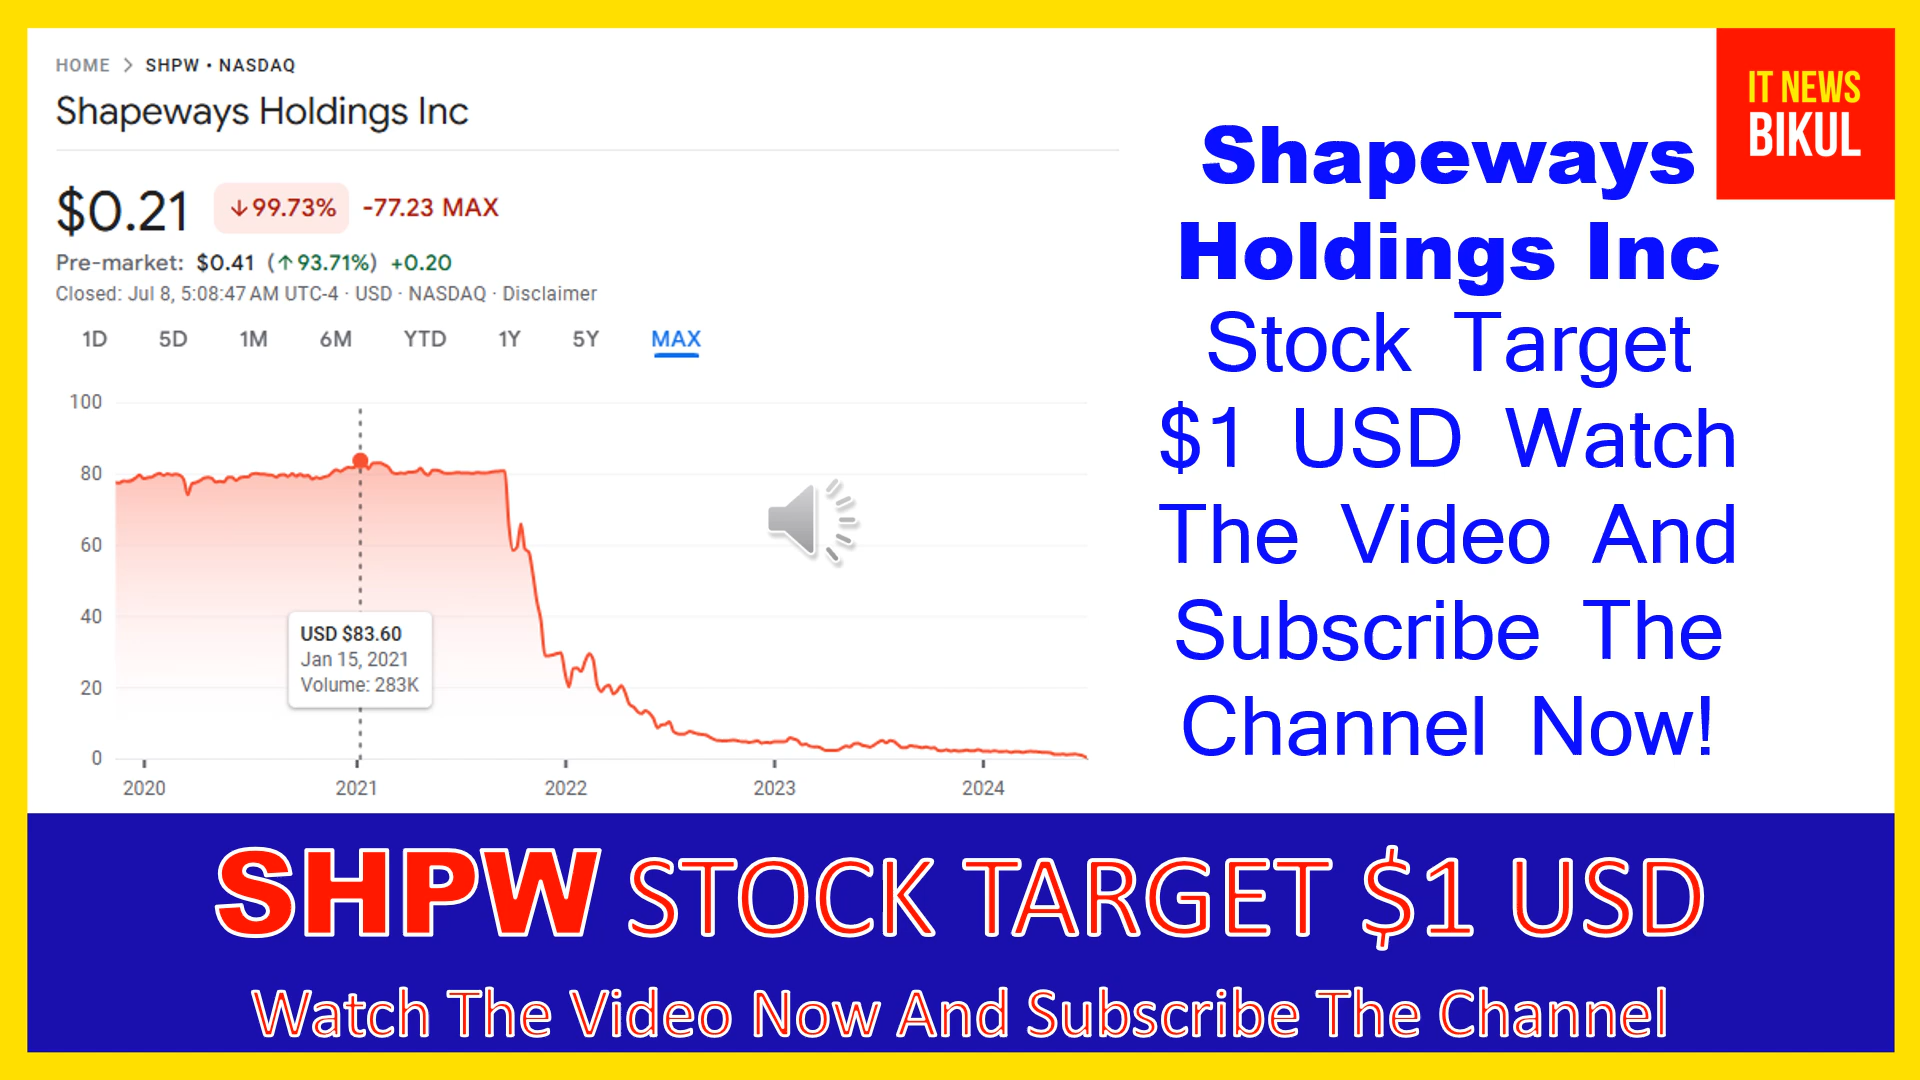 HOME > SHPW • NASDAQ
Shapeways Holdings Inc
$0.21 ↓99.73% -77.23 MAX
Pre-market: $0.41 (↑93.71%) +0.20
Closed: Jul 8, 5:08:47 AM UTC-4 · USD · NASDAQ · Disclaimer
1D 5D 1M 6M YTD 1Y 5Y MAX
100
80
60
40
20
0
USD $83.60
Jan 15, 2021
Volume: 283K
2020 2021 2022 2023 2024
IT NEWS
BIKUL
Shapeways
Holdings Inc
Stock Target
$1 USD Watch
The Video And
Subscribe The
Channel Now!
SHPW STOCK TARGET $1 USD
Watch The Video Now And Subscribe The Channel